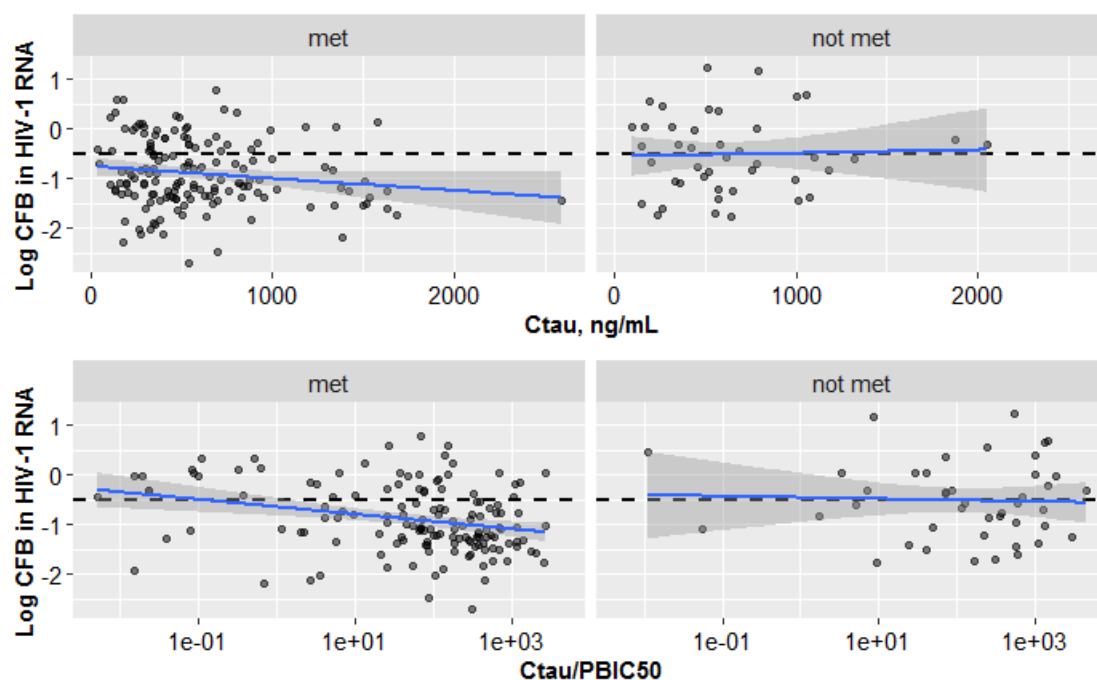 met not met
Log CFB in HIV-1 RNA
1
0
-1
-2
0 1000 2000 0 1000 2000
Ctau, ng/mL
met not met
Log CFB in HIV-1 RNA
1
0
-1
-2
1e-01 1e+01 1e+03 1e-01 1e+01 1e+03
Ctau/PBIC50